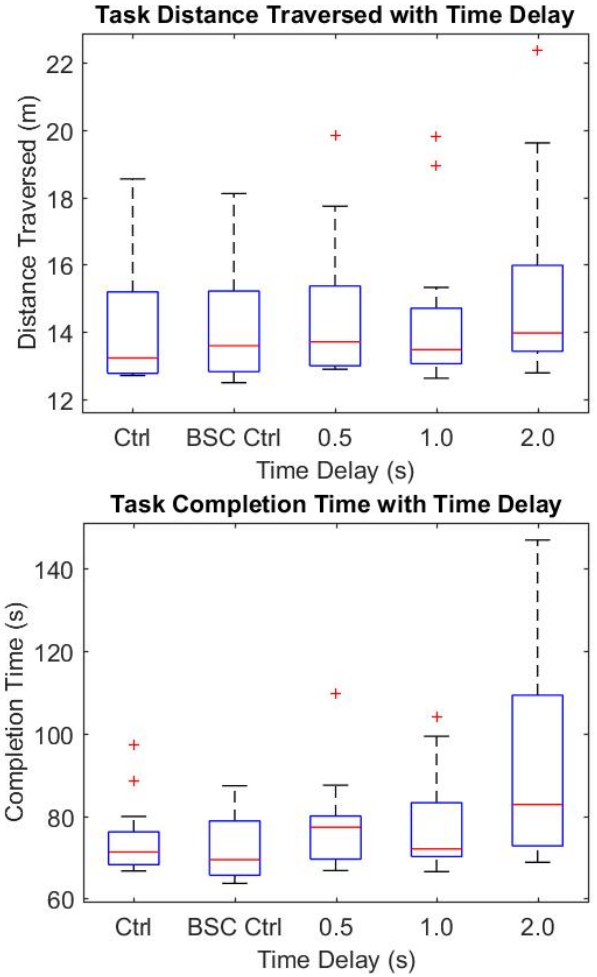 Task Distance Traversed with Time Delay
Distance Traversed (m)
22
20
18
16
14
12
Ctrl BSC Ctrl 0.5 1.0 2.0
Time Delay (s)
Task Completion Time with Time Delay
Completion Time (s)
140
120
100
80
60
Ctrl BSC Ctrl 0.5 1.0 2.0
Time Delay (s)